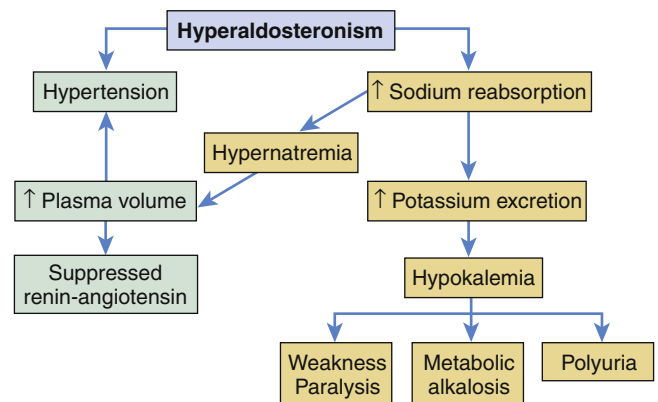 Hyperaldosteronism
Hypertension
↑ Sodium reabsorption
Hypernatremia
↑ Plasma volume
↑ Potassium excretion
Suppressed
renin-angiotensin
Hypokalemia
Weakness
Paralysis
Metabolic
alkalosis
Polyuria